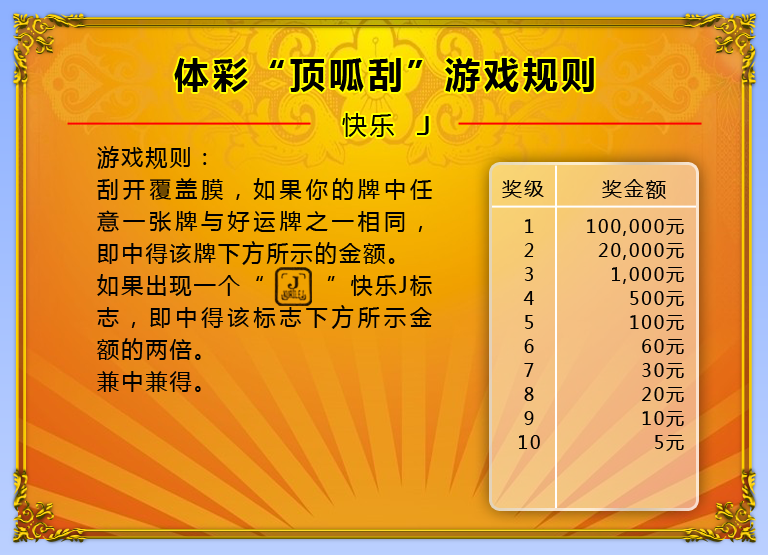 体彩“顶呱刮”游戏规则
快乐 J
游戏规则：
刮开覆盖膜，如果你的牌中任
意一张牌与好运牌之一相同，
即中得该牌下方所示的金额。
如果出现一个“ J ”快乐J标
志，即中得该标志下方所示金
额的两倍。
兼中兼得。
奖级 奖金额
1 100,000元
2 20,000元
3 1,000元
4 500元
5 100元
6 60元
7 30元
8 20元
9 10元
10 5元